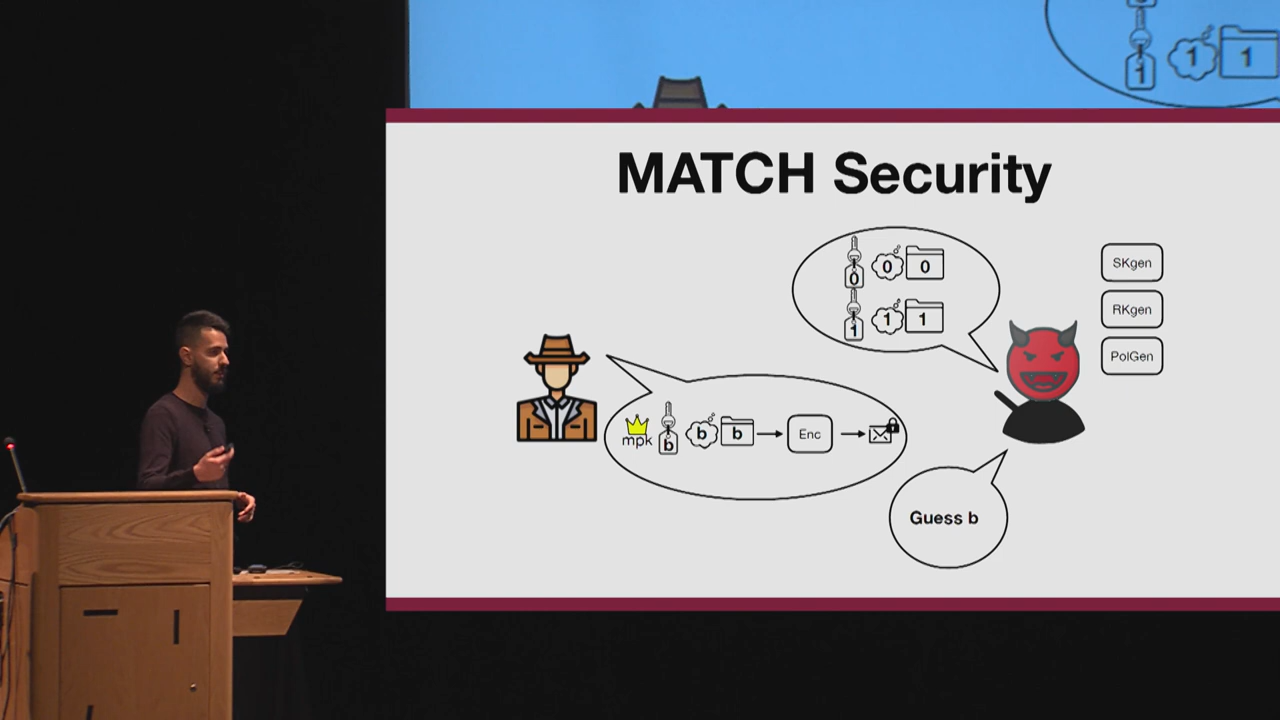 1
1 1
MATCH Security
0 0 0
1 1 1
SKgen
RKgen
PolGen
mpk b b b Enc
Guess b